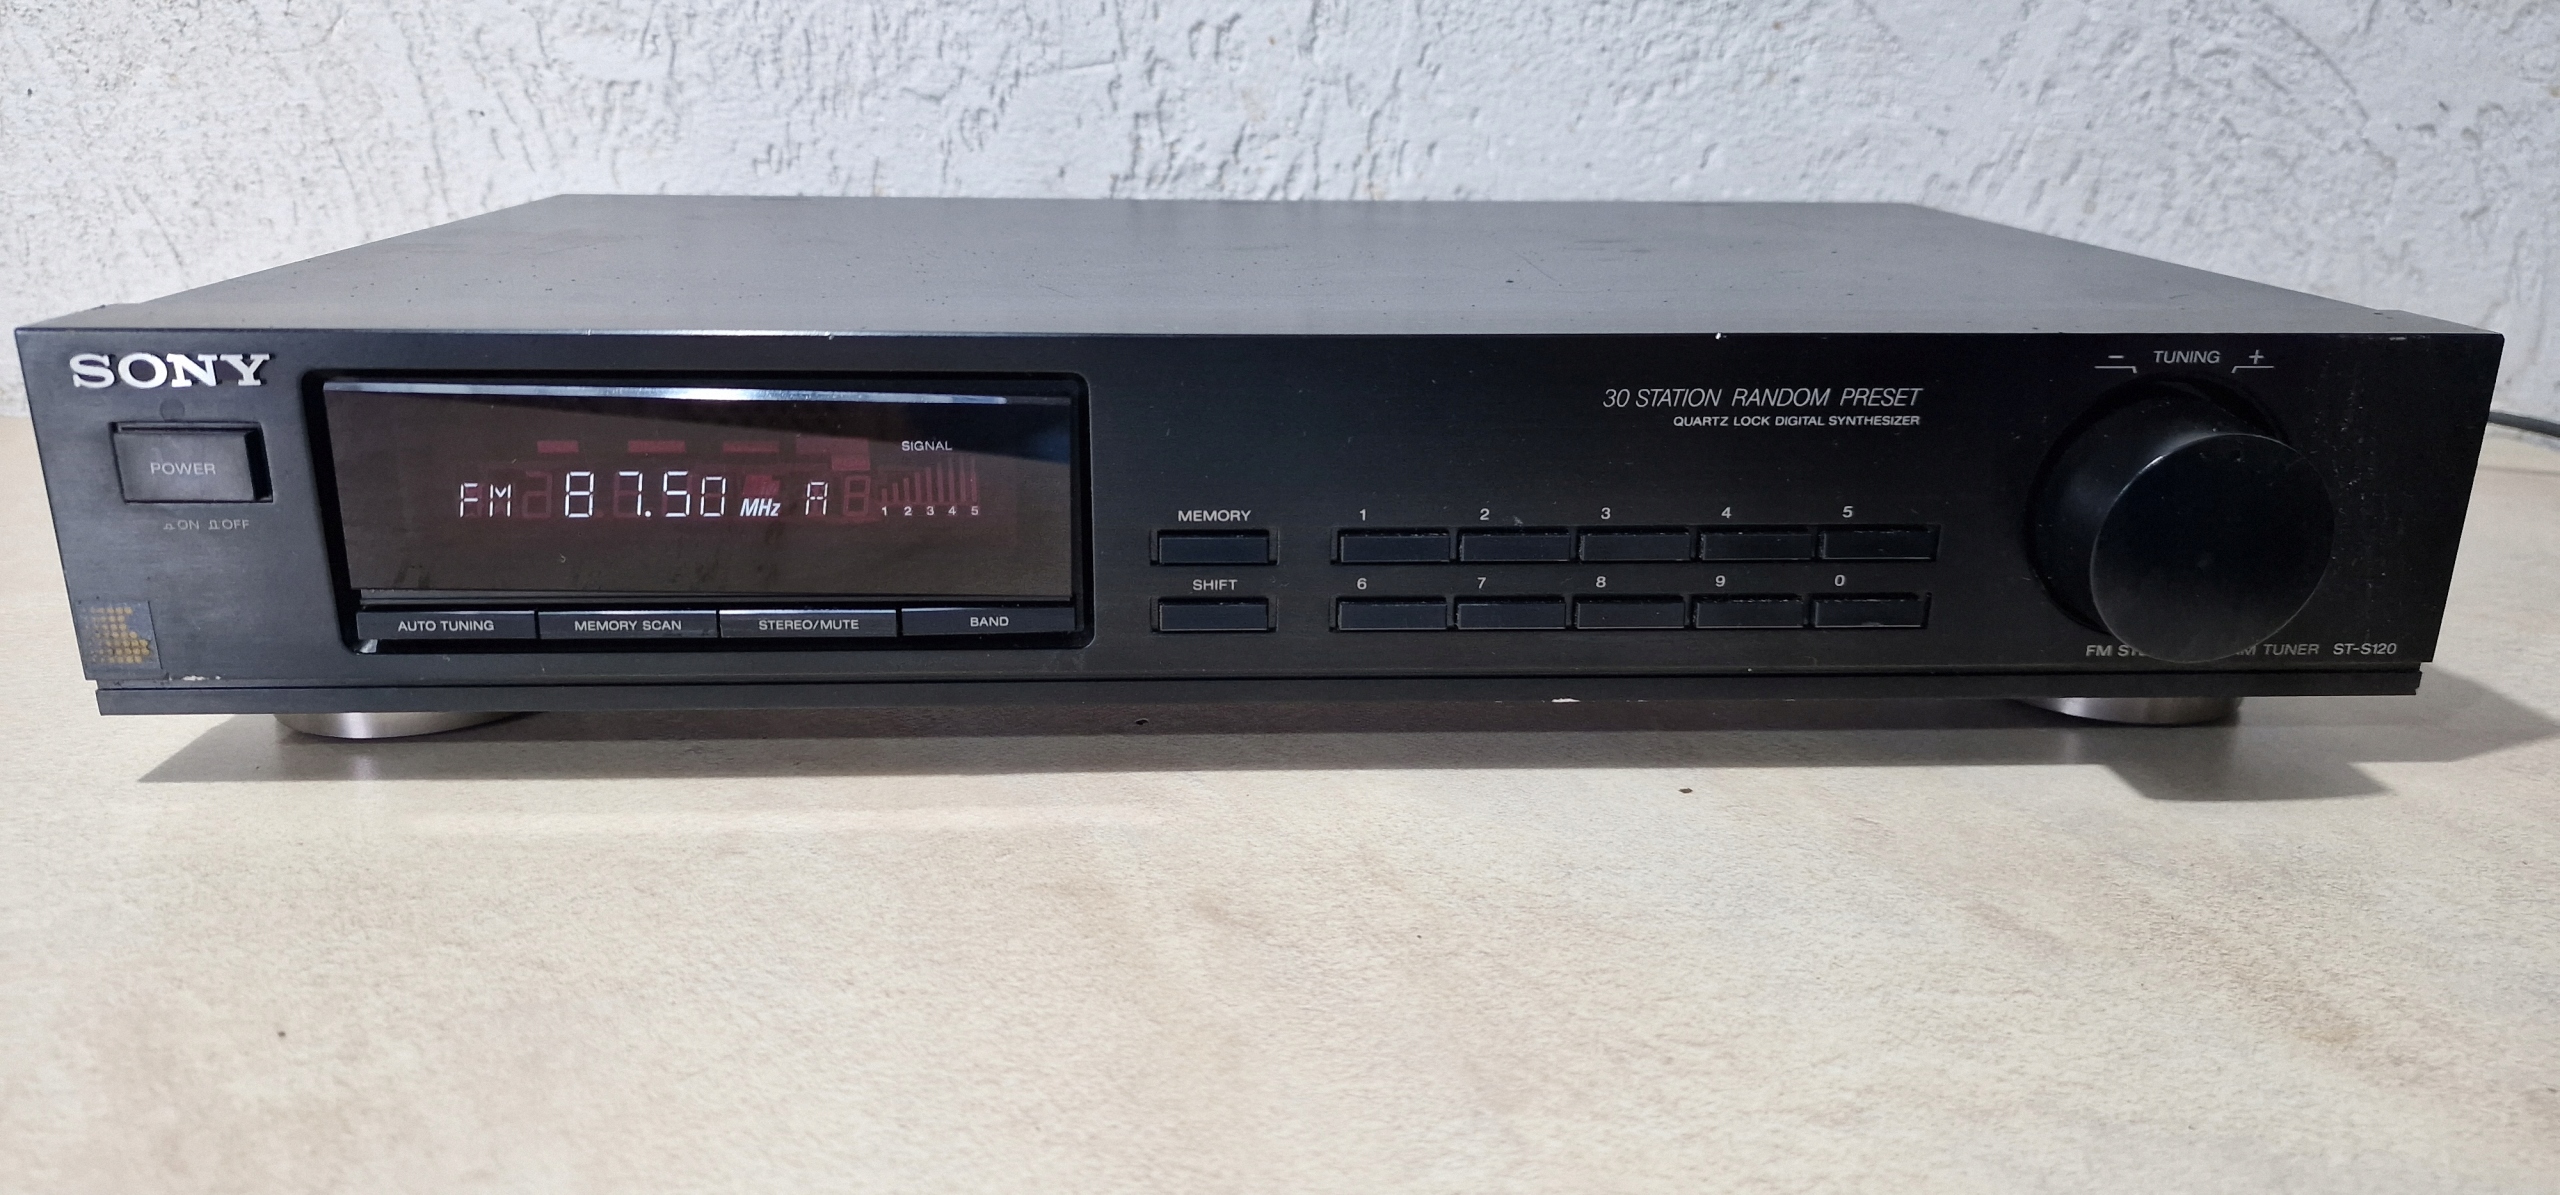 SONY
POWER
ON OFF
SIGNAL
FM 87.50 MHz A
1 2 3 4 5
AUTO TUNING
MEMORY SCAN
STEREO/MUTE
BAND
MEMORY
SHIFT
30 STATION RANDOM PRESET
QUARTZ LOCK DIGITAL SYNTHESIZER
1 2 3 4 5
6 7 8 9 0
− TUNING +
FM TUNER ST-S120